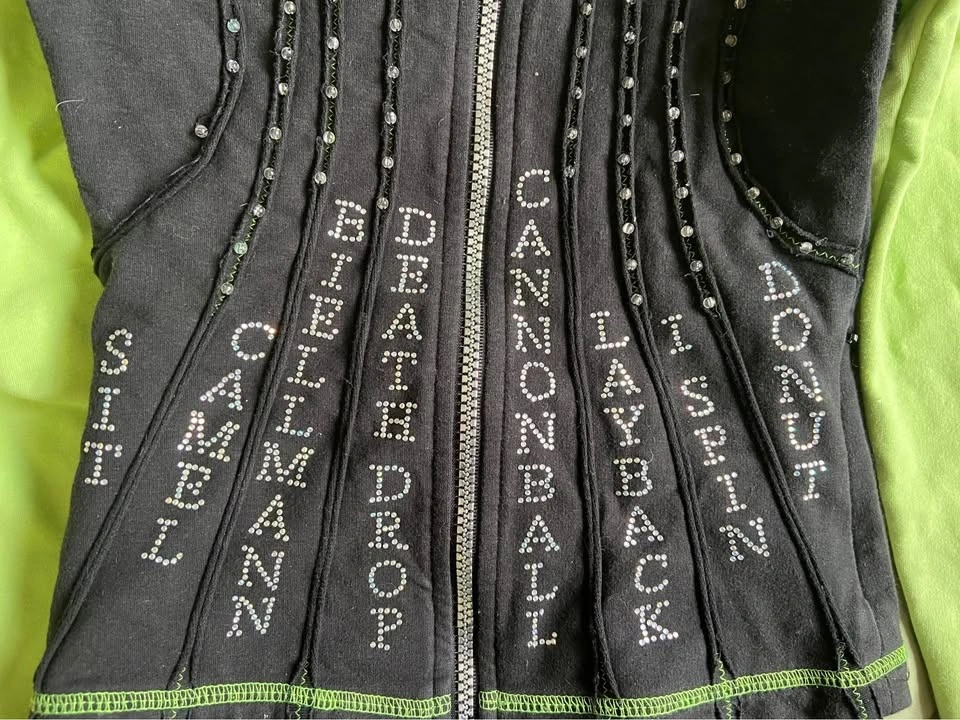 SIT
CAMEL
BIELLMANN
DEATH DROP
CANNONBALL
LAYBACK
I SPIN
DONUT